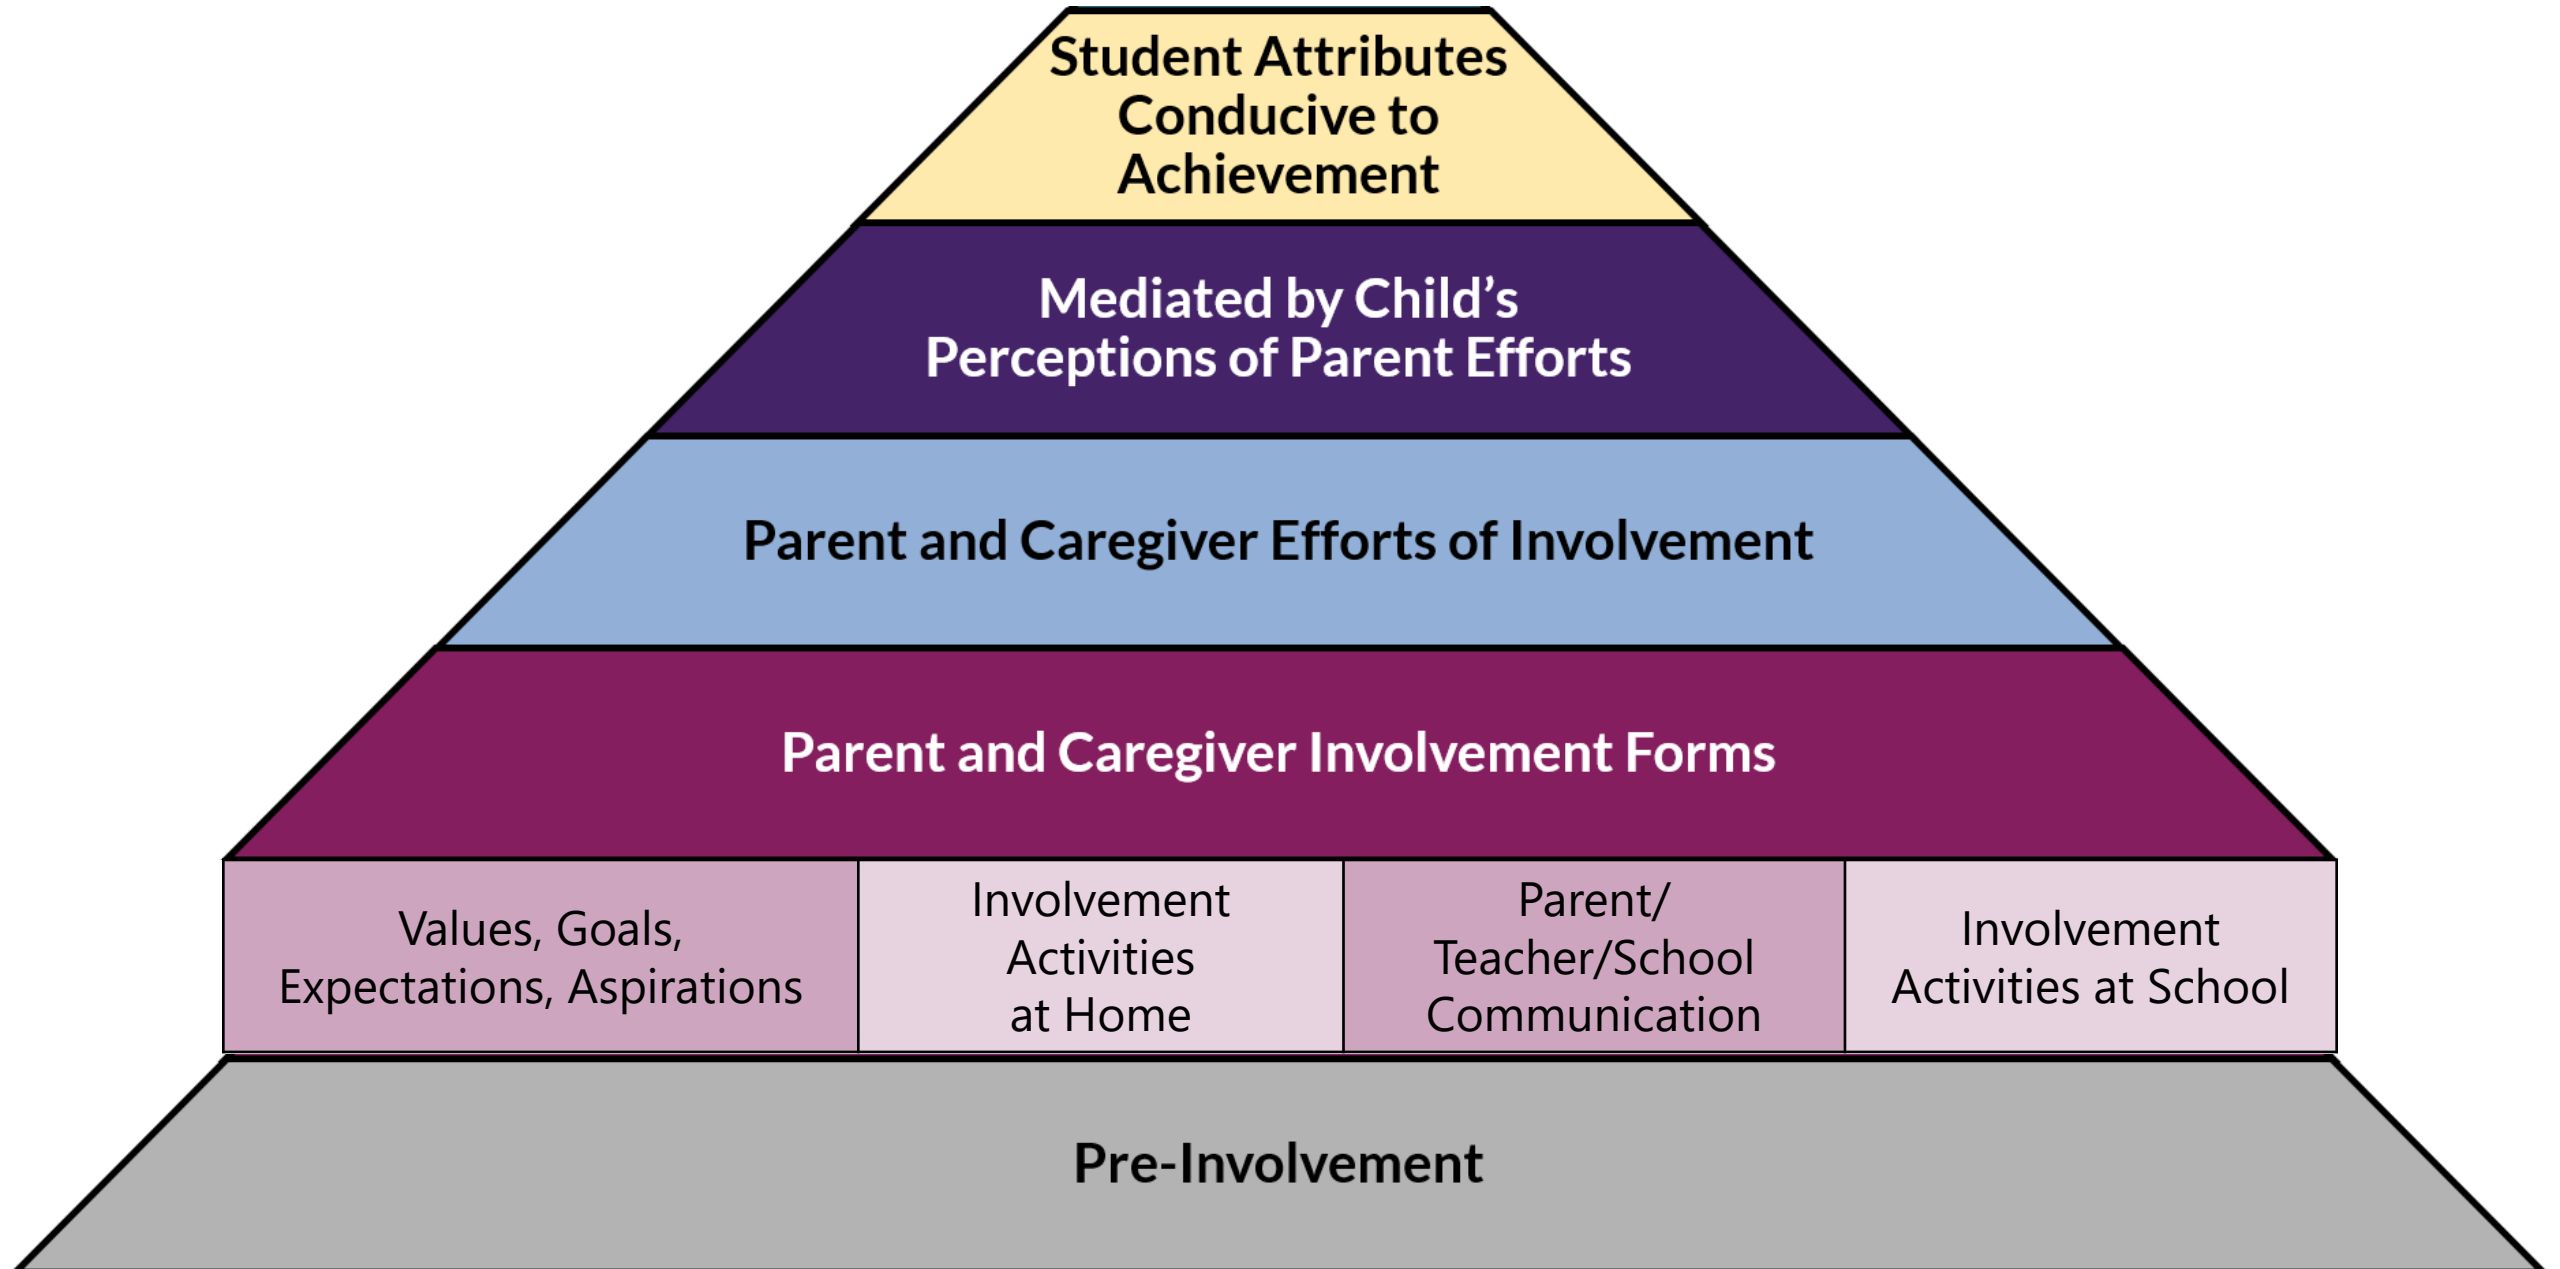 Student Attributes
Conducive to
Achievement
Mediated by Child’s
Perceptions of Parent Efforts
Parent and Caregiver Efforts of Involvement
Parent and Caregiver Involvement Forms
Values, Goals,
Expectations, Aspirations
Involvement
Activities
at Home
Parent/
Teacher/School
Communication
Involvement
Activities at School
Pre-Involvement